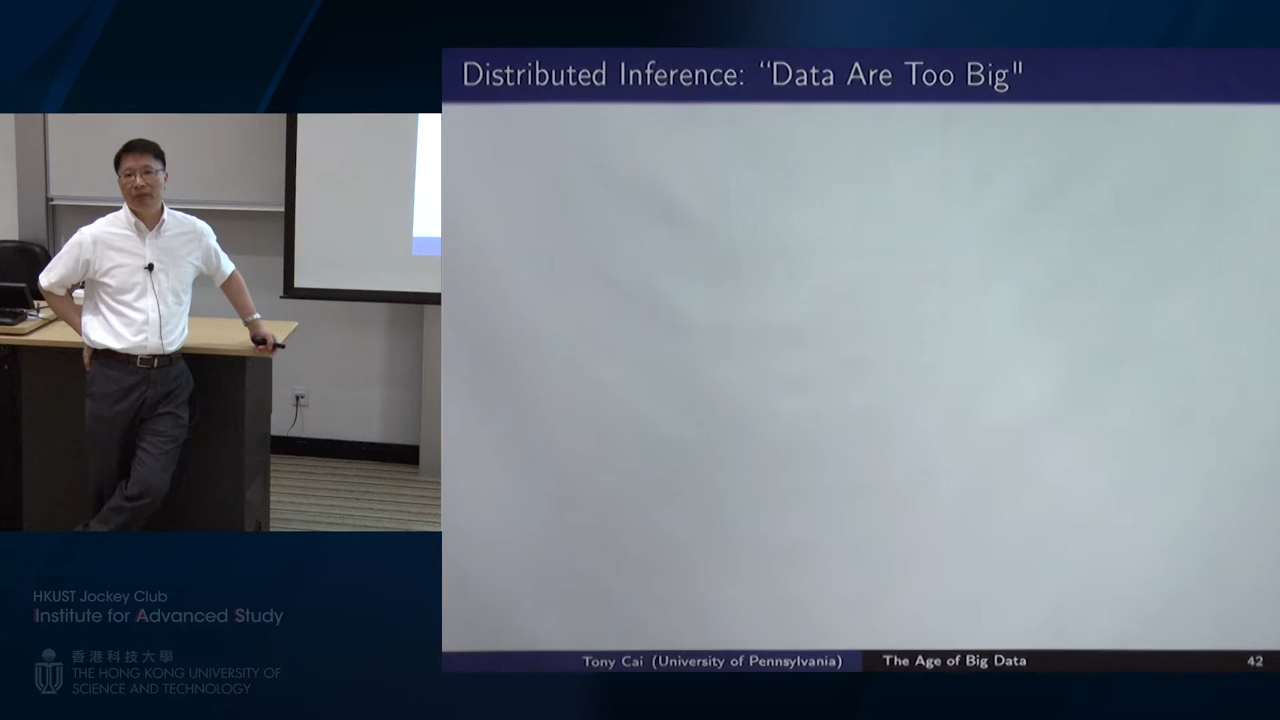 Distributed Inference: “Data Are Too Big"
HKUST Jockey Club
Institute for Advanced Study
香港科技大學
THE HONG KONG UNIVERSITY OF
SCIENCE AND TECHNOLOGY
Tony Cai (University of Pennsylvania)
The Age of Big Data
42